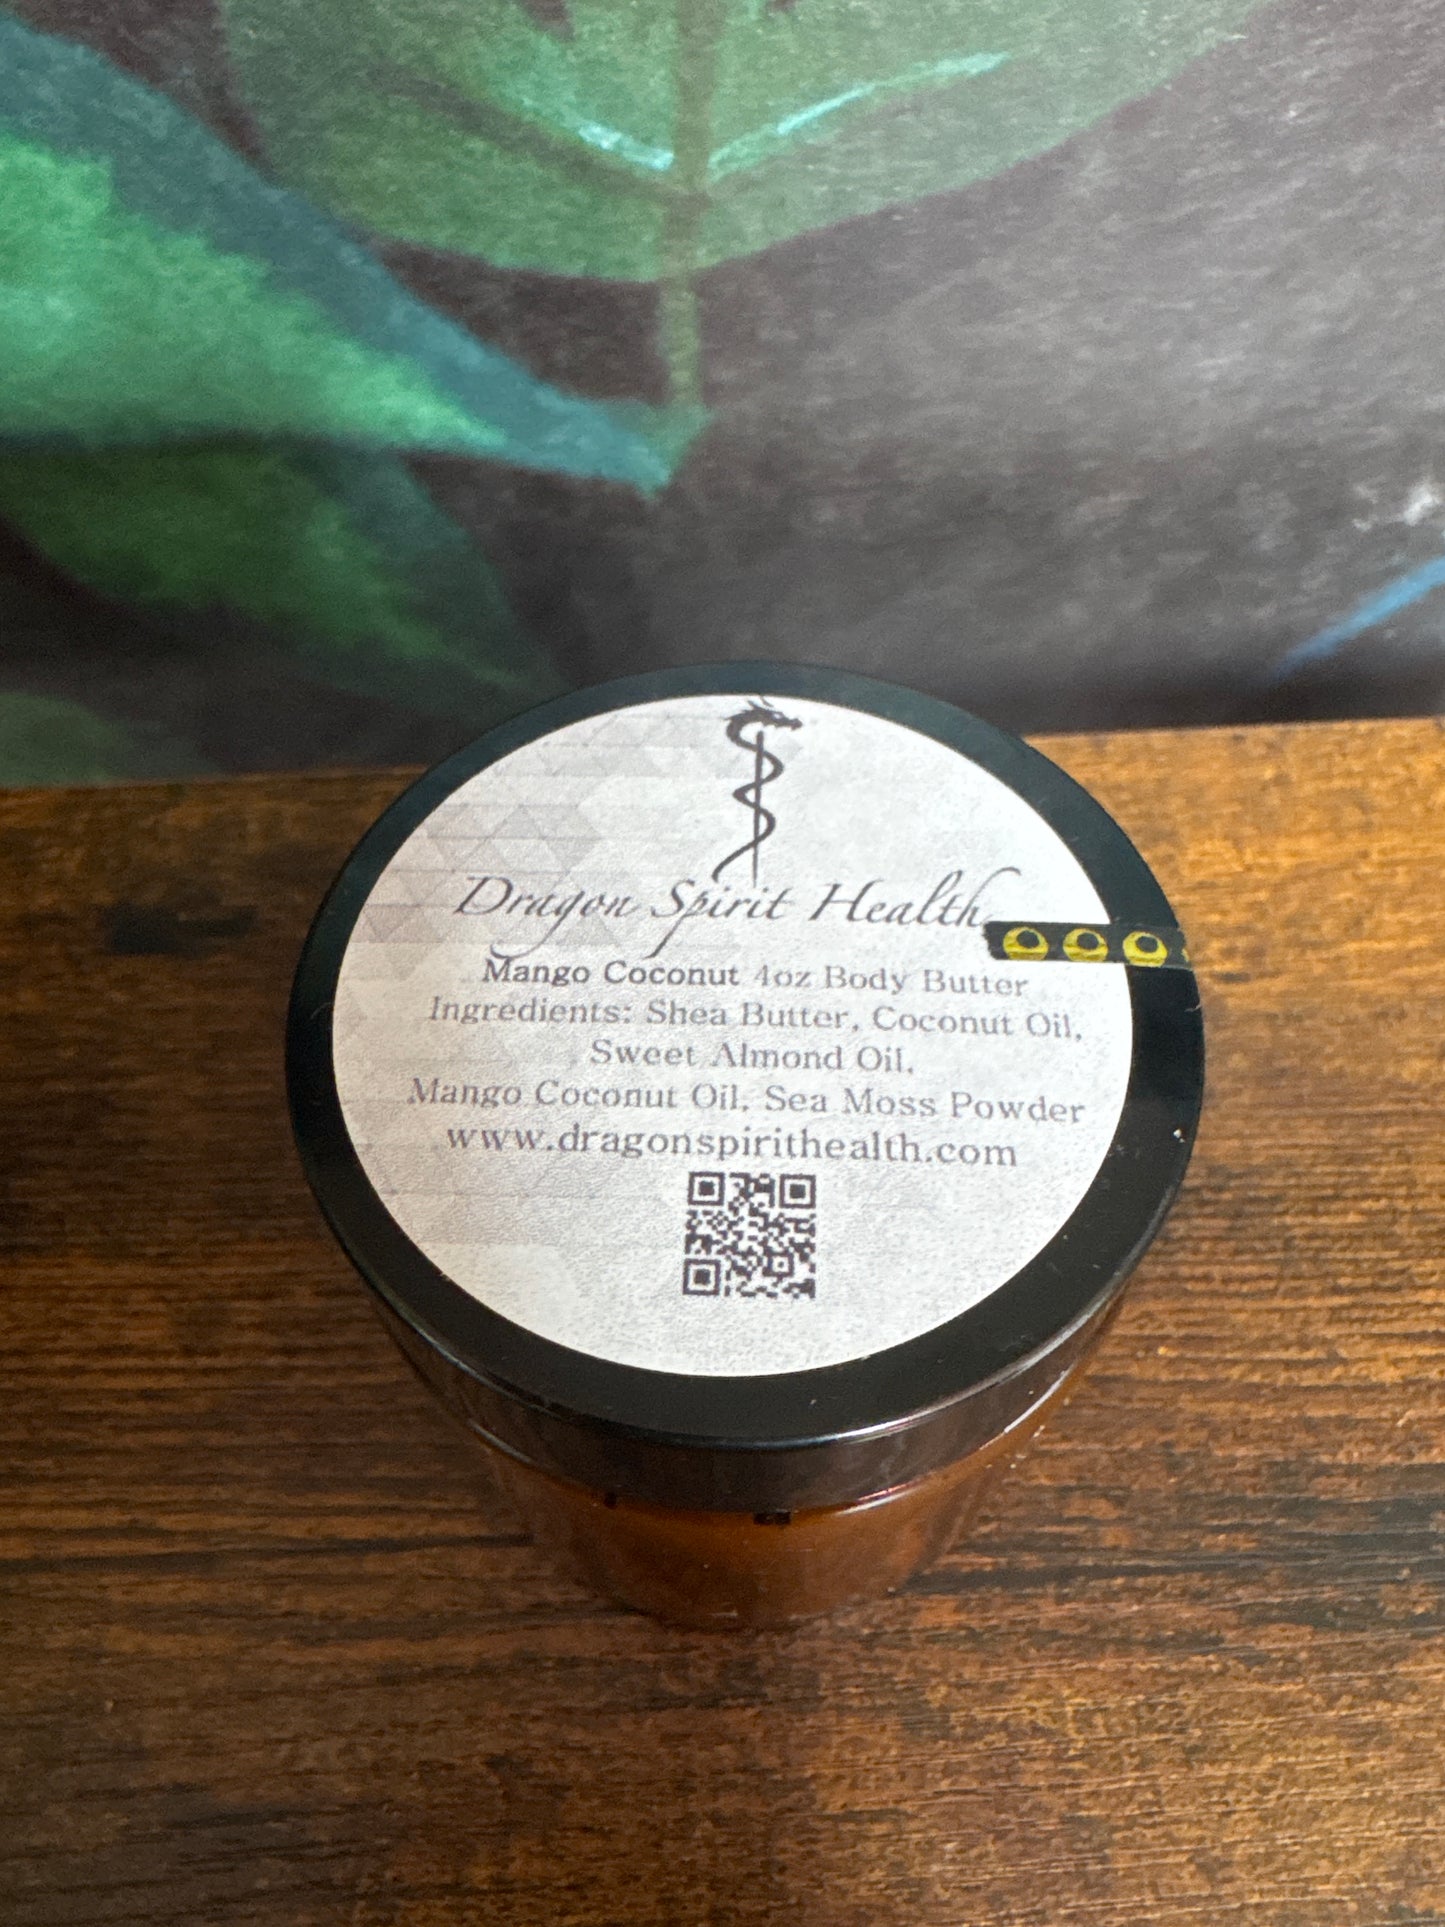 Dragon Spirit Health
Mango Coconut 4oz Body Butter
Ingredients: Shea Butter, Coconut Oil,
Sweet Almond Oil,
Mango Coconut Oil, Sea Moss Powder
www.dragonspirithealth.com